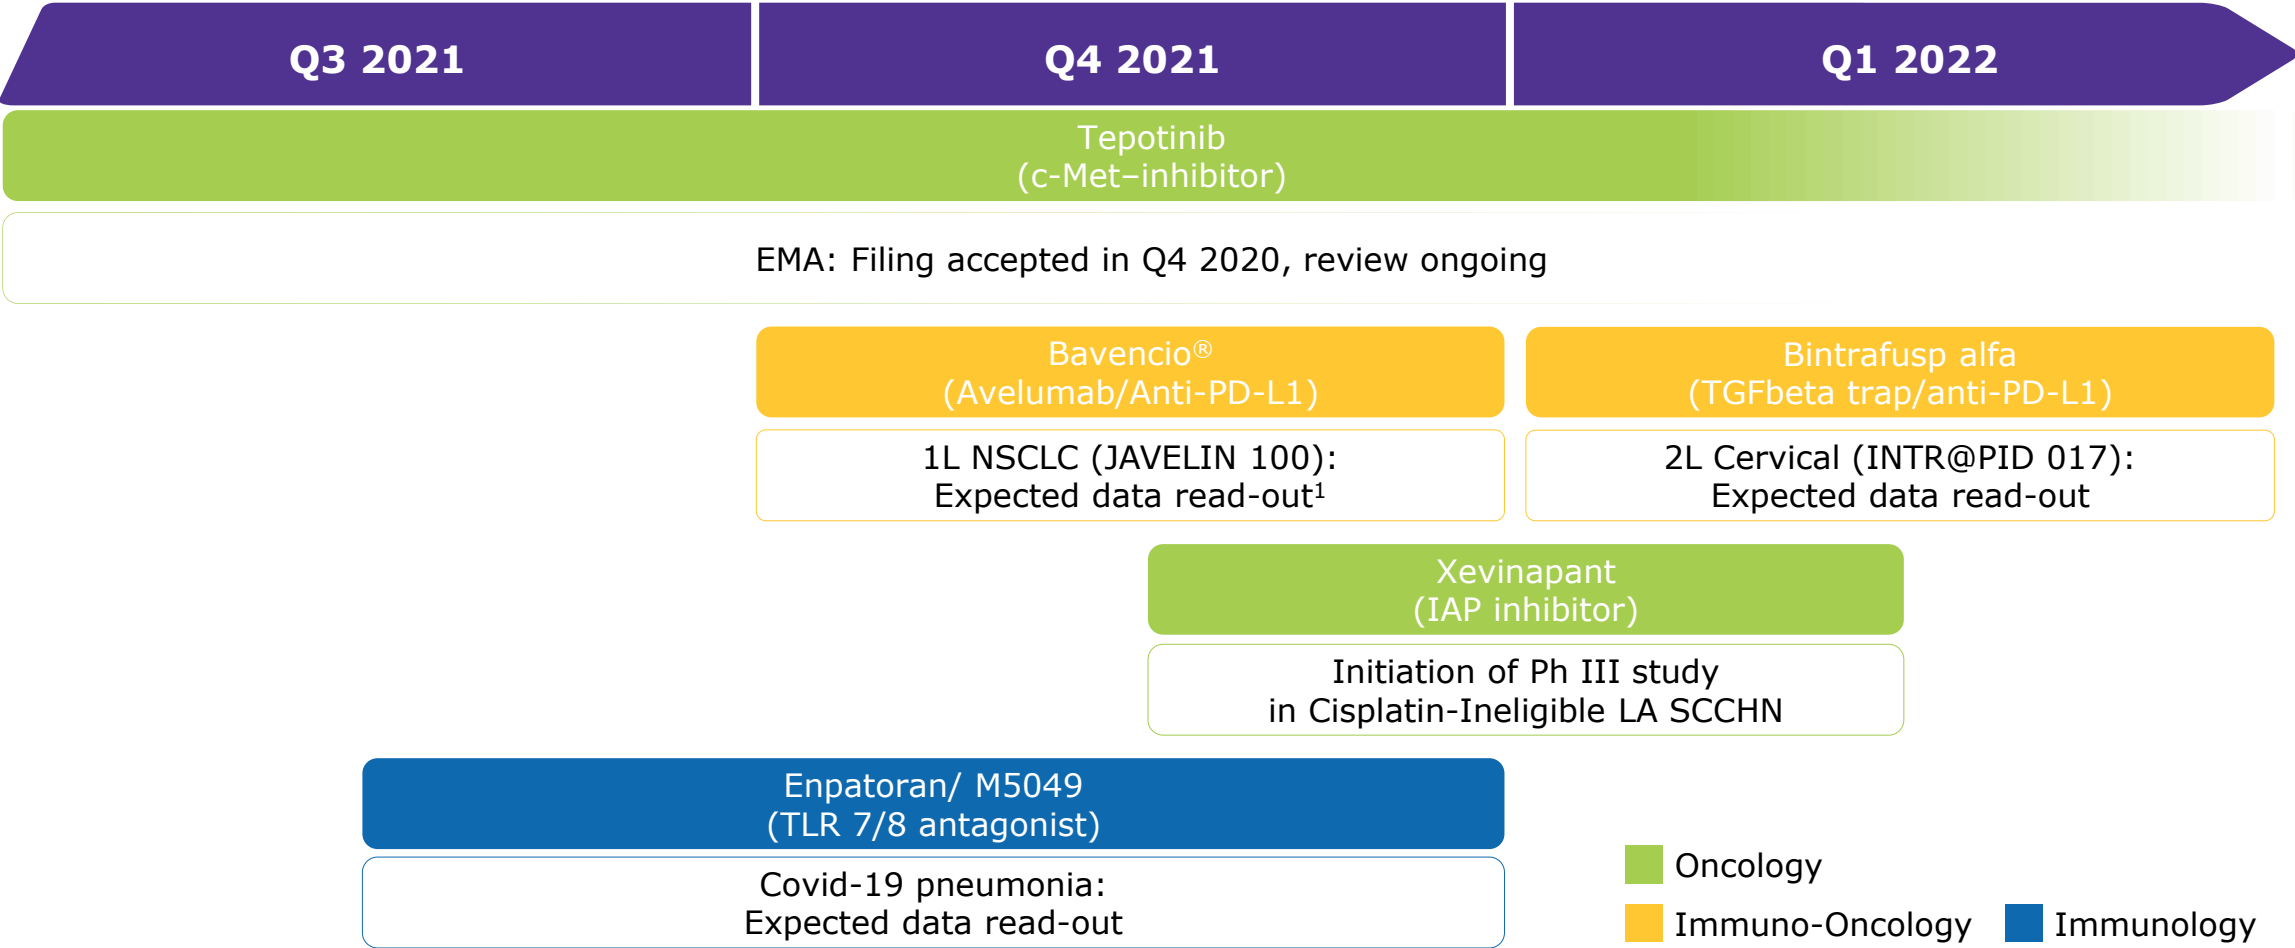 Q3 2021
Q4 2021
Q1 2022
Tepotinib
(c-Met–inhibitor)
EMA: Filing accepted in Q4 2020, review ongoing
Bavencio®
(Avelumab/Anti-PD-L1)
1L NSCLC (JAVELIN 100):
Expected data read-out¹
Bintrafusp alfa
(TGFbeta trap/anti-PD-L1)
2L Cervical (INTR@PID 017):
Expected data read-out
Xevinapant
(IAP inhibitor)
Initiation of Ph III study
in Cisplatin-Ineligible LA SCCHN
Enpatoran/ M5049
(TLR 7/8 antagonist)
Covid-19 pneumonia:
Expected data read-out
Oncology
Immuno-Oncology
Immunology